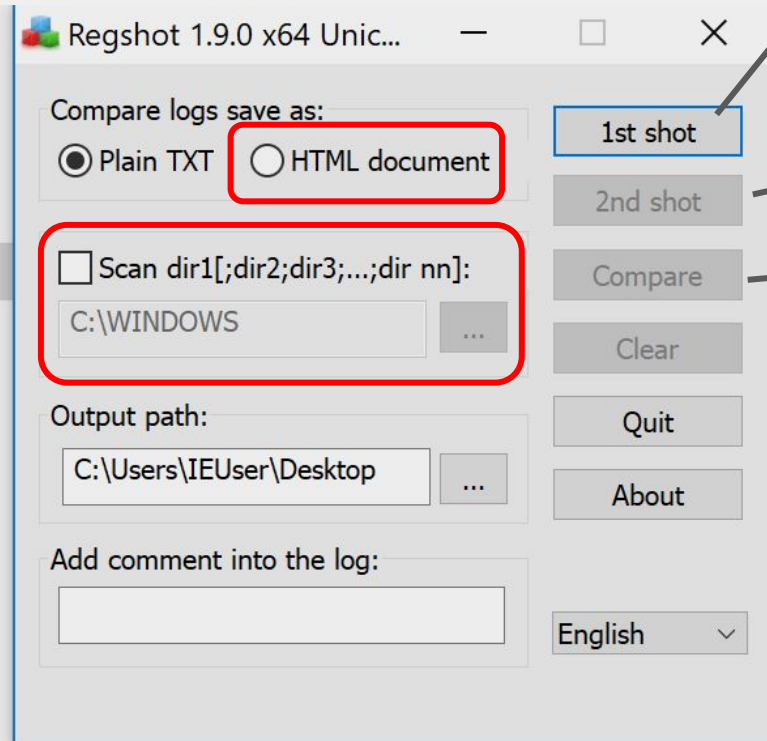 Regshot 1.9.0 x64 Unic...
Compare logs save as:
Plain TXT
HTML document
1st shot
2nd shot
Scan dir1[;dir2;dir3;...;dir nn]:
C:\WINDOWS
...
Compare
Clear
Output path:
C:\Users\IEUser\Desktop
...
Quit
About
Add comment into the log:
English